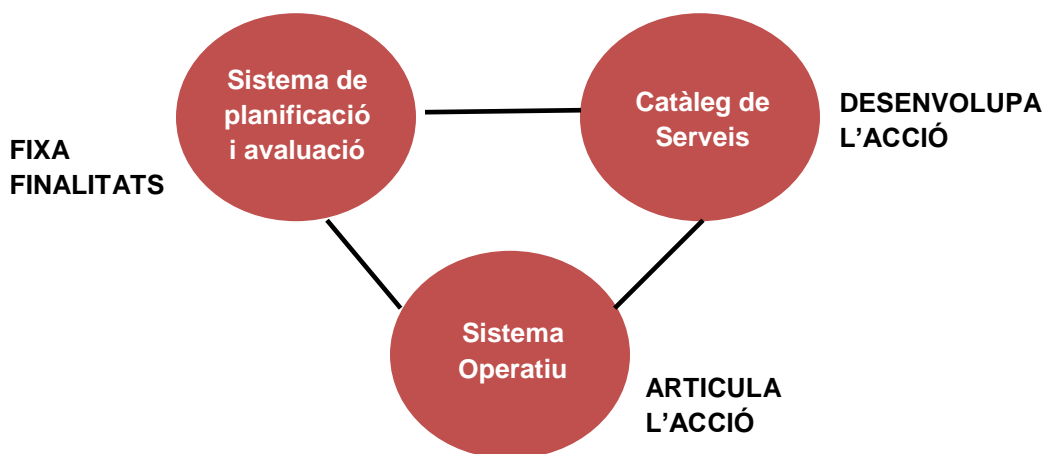 Sistema de
planificació
i avaluació
Catàleg de
Serveis
DESENVOLUPA
L’ACCIÓ
FIXA
FINALITATS
Sistema
Operatiu
ARTICULA
L’ACCIÓ